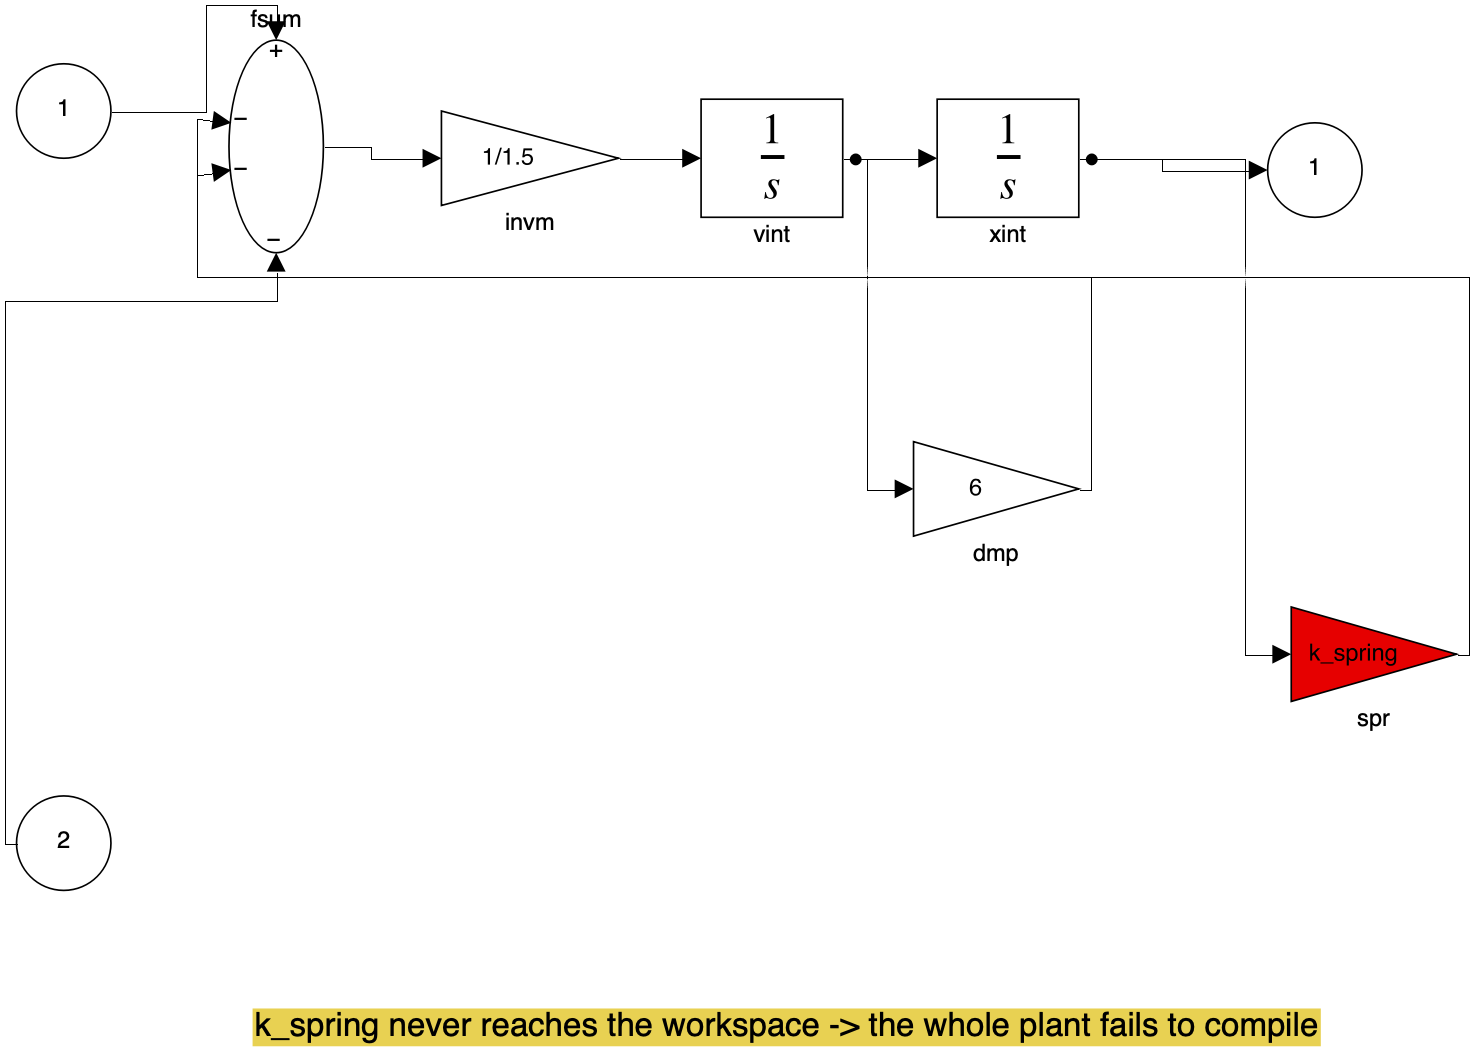 fsum
+
1
−
−
−
1/1.5
invm
1
s
vint
1
s
xint
1
6
dmp
k_spring
spr
2
k_spring never reaches the workspace -> the whole plant fails to compile